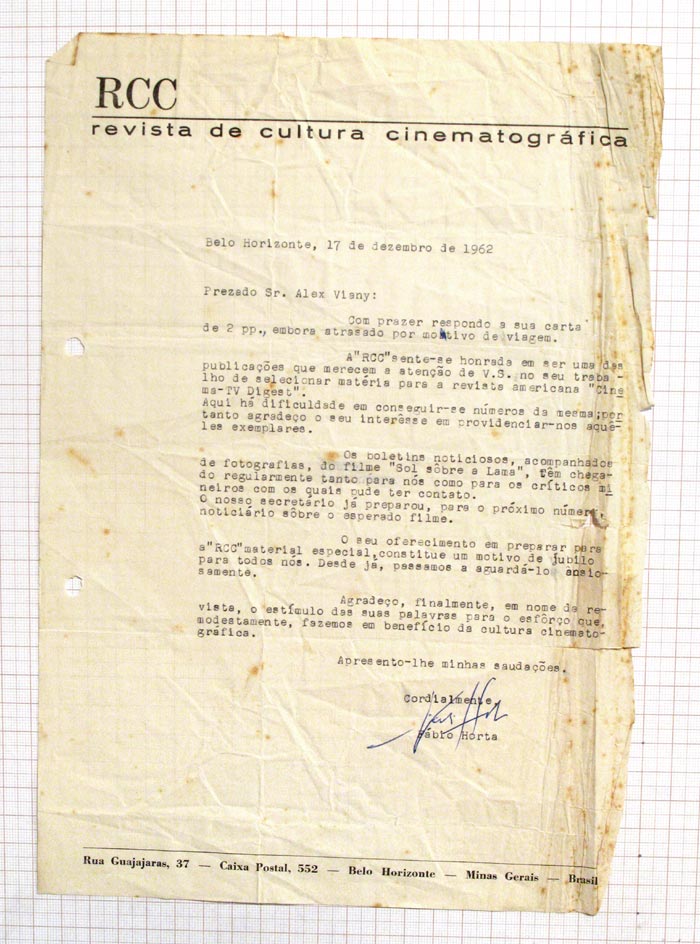 RCC
revista de cultura cinematográfica
Belo Horizonte, 17 de dezembro de 1962
Prezado Sr. Alex Viany:
Com prazer respondo a sua carta
de 2 pp., embora atrasado por motivo de viagem.
A"RCC"sente-se honrada em ser uma das
publicações que merecem a atenção de V.S. no seu traba -
lho de selecionar matéria para a revista americana "Cine
ma-TV Digest".
Aqui há dificuldade em conseguir-se números da mesma;por
tanto agradeço o seu interêsse em providenciar-nos aquê-
les exemplares.
Os boletins noticiosos, acompanhados
de fotografias, do filme "Sol sôbre a Lama", têm chega-
do regularmente tanto para nós como para os críticos mi
neiros com os quais pude ter contato.
O nosso secretário já preparou, para o próximo número,
noticiário sôbre o esperado filme.
O seu oferecimento em preparar para
a"RCC"material especial,constitue um motivo de júbilo
para todos nós. Desde já, passamos a aguardá-lo ansio-
samente.
Agradeço, finalmente, em nome da re-
vista, o estímulo das suas palavras para o esfôrço que,
modestamente, fazemos em benefício da cultura cinemato-
gráfica.
Apresento-lhe minhas saudações.
Cordialmente,
Fábio Horta
Rua Guajajaras, 37 — Caixa Postal, 552 — Belo Horizonte — Minas Gerais — Brasil